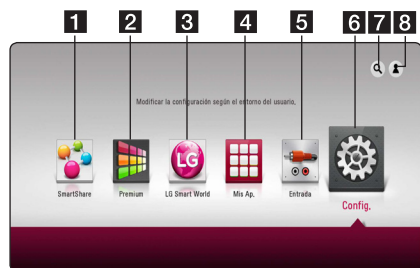 1 2 3 4 5 6 7 8
Modificar la configuración según el entorno del usuario.
LG
SmartShare Premium LG Smart World Mis Ap. Entrada
Config.